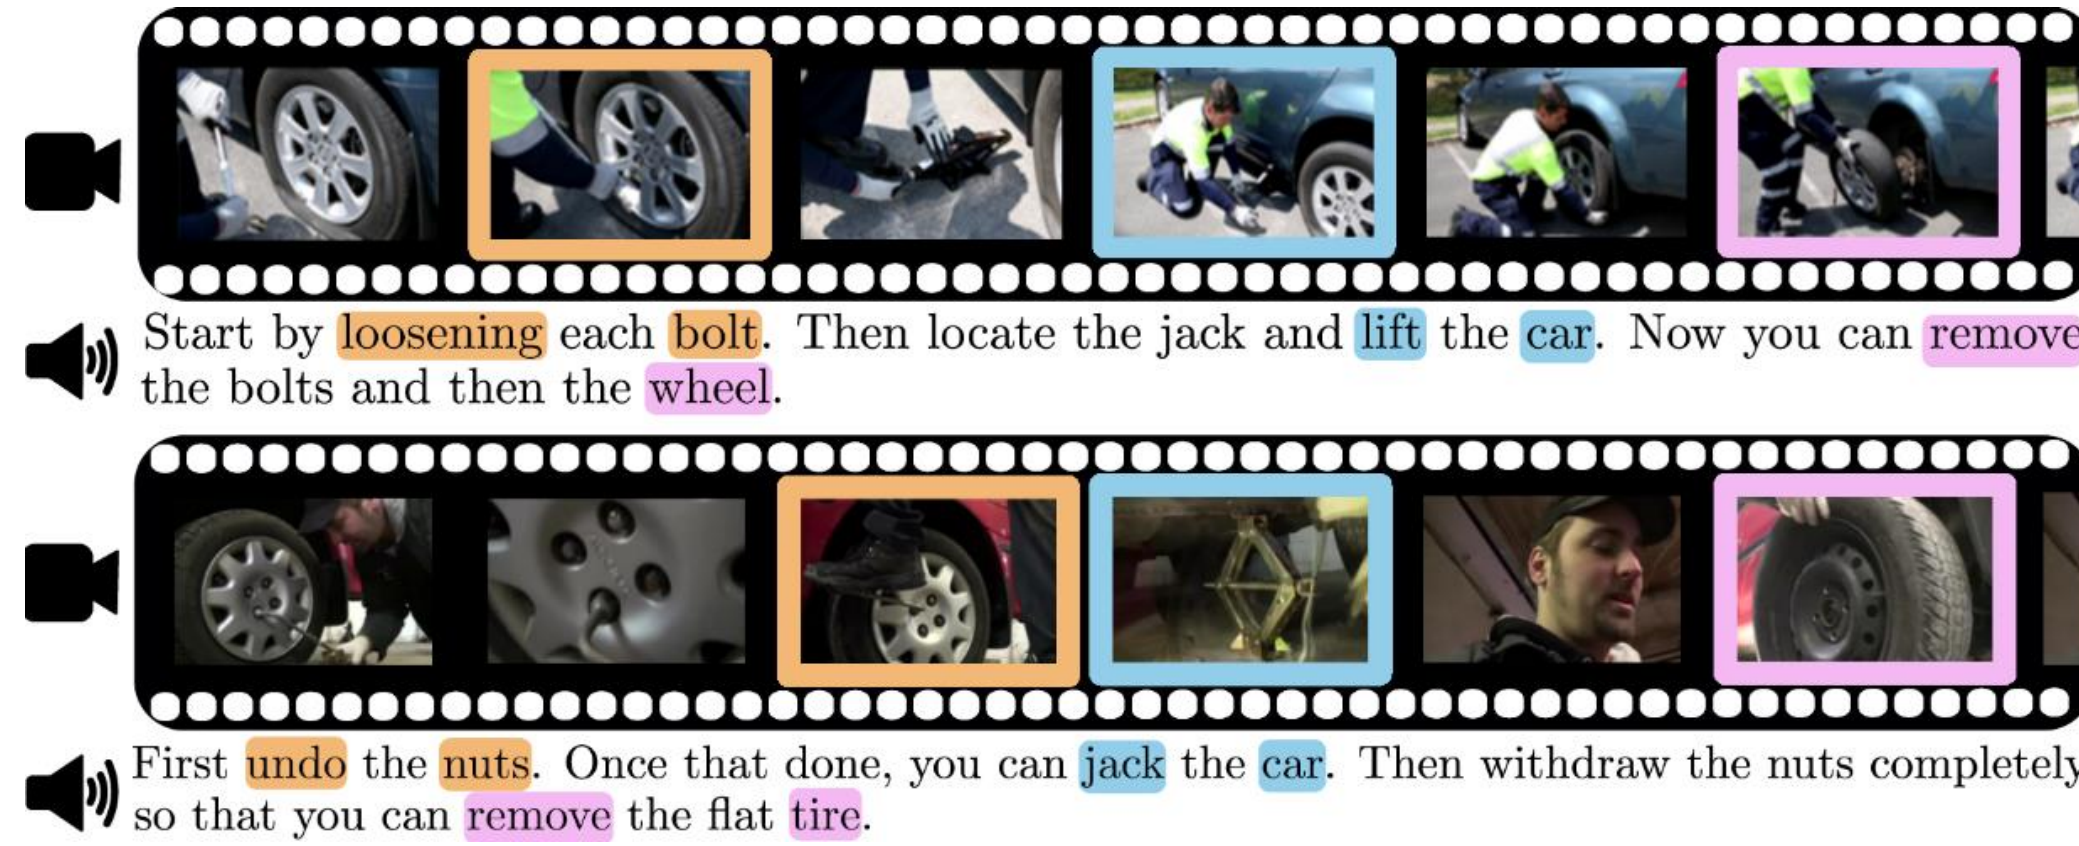 Start by loosening each bolt. Then locate the jack and lift the car. Now you can remove
the bolts and then the wheel.
First undo the nuts. Once that done, you can jack the car. Then withdraw the nuts completely
so that you can remove the flat tire.